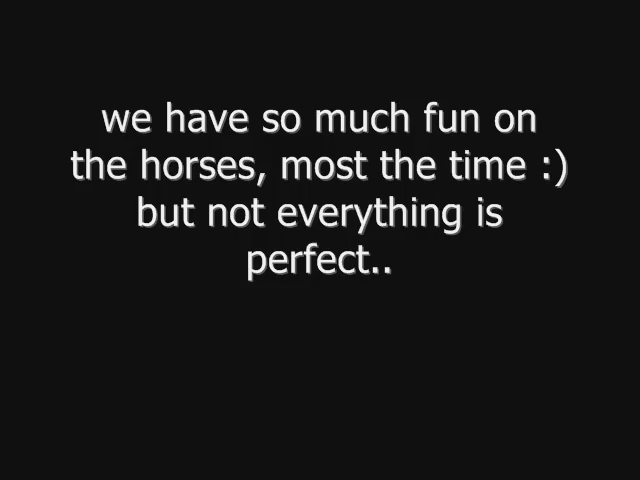 we have so much fun on
the horses, most the time :)
but not everything is
perfect..